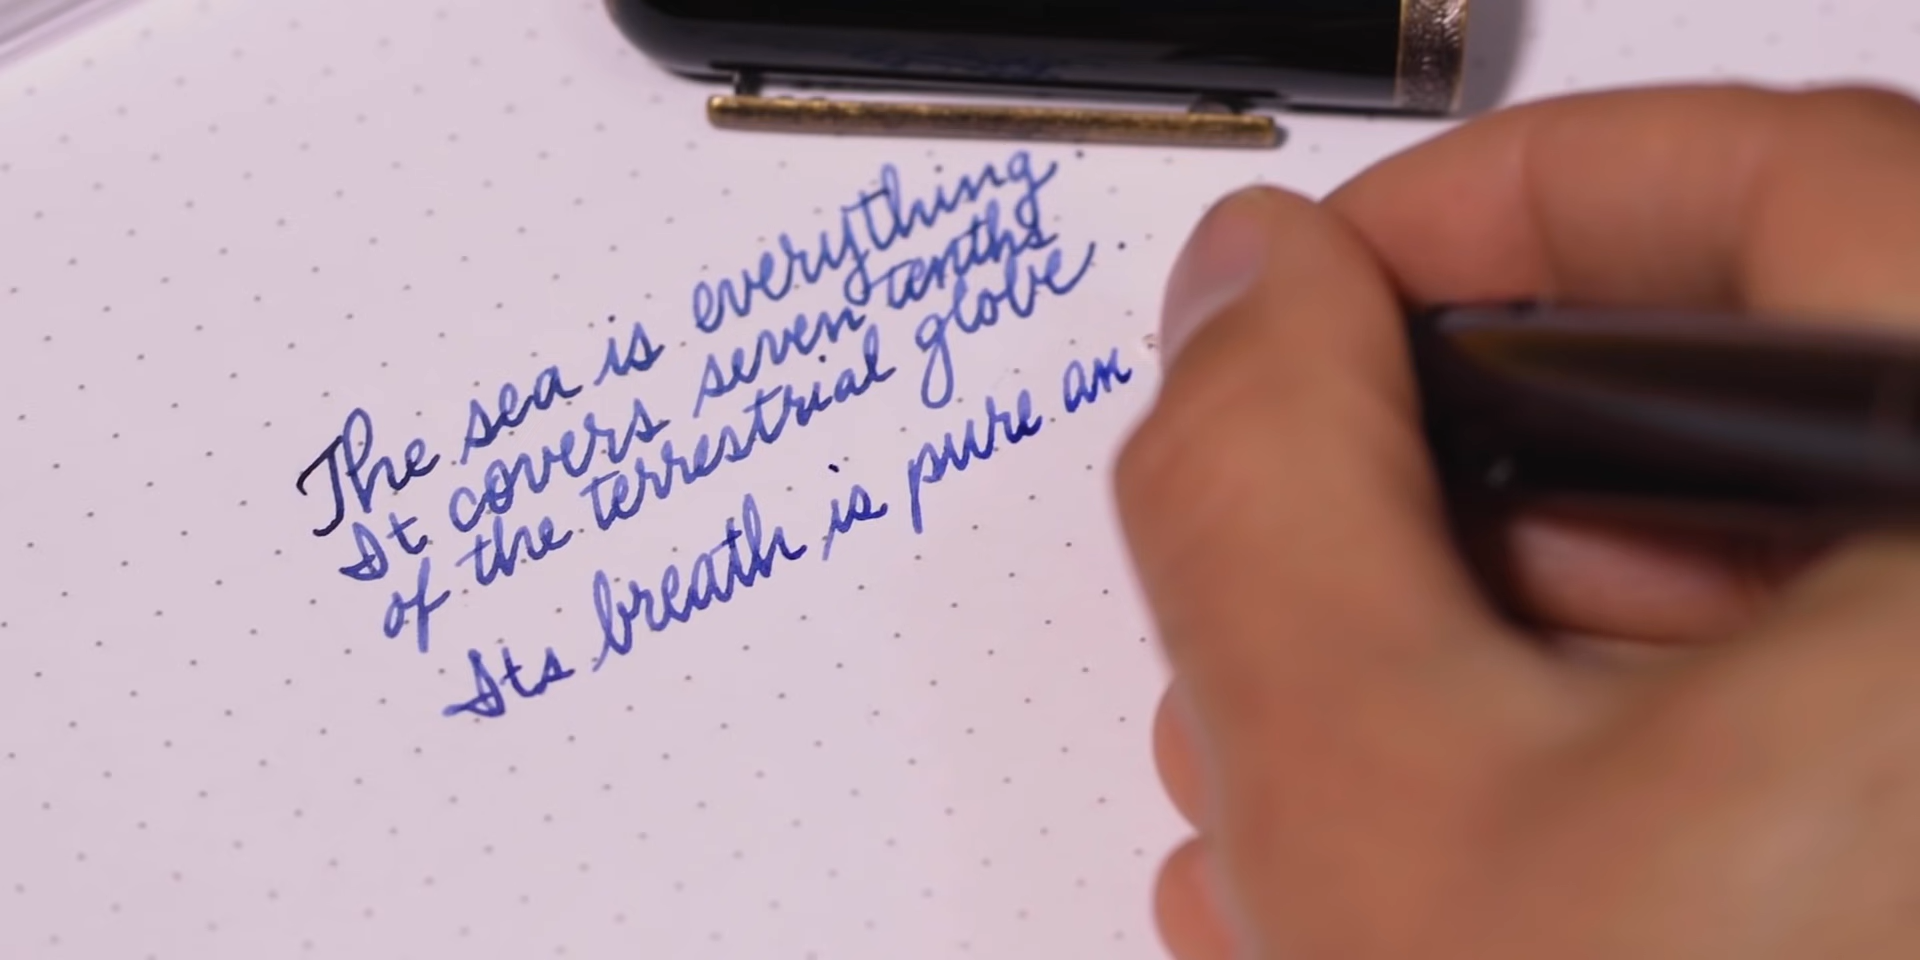 The sea is everything.
It covers seven tenths
of the terrestrial globe.
Its breath is pure an